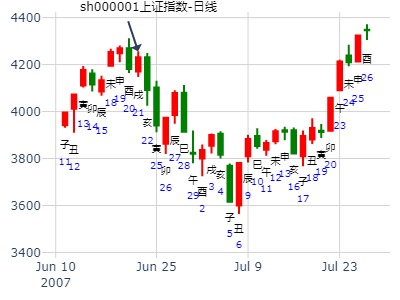 sh000001上证指数-日线
4400
4200
4000
3800
3600
3400
子 11
丑 12
寅 13
卯 14
辰 15
未 18
申 19
酉 20
戌 21
亥 22
丑 25
卯 26
辰 27
巳 28
午 29
酉 2
戌 3
亥 4
子 5
丑 6
辰 9
巳 10
午 11
未 12
申 13
亥 16
子 17
丑 18
寅 19
卯 20
午 23
未 24
申 25
酉 26
Jun 10 Jun 25 Jul 9 Jul 23
2007